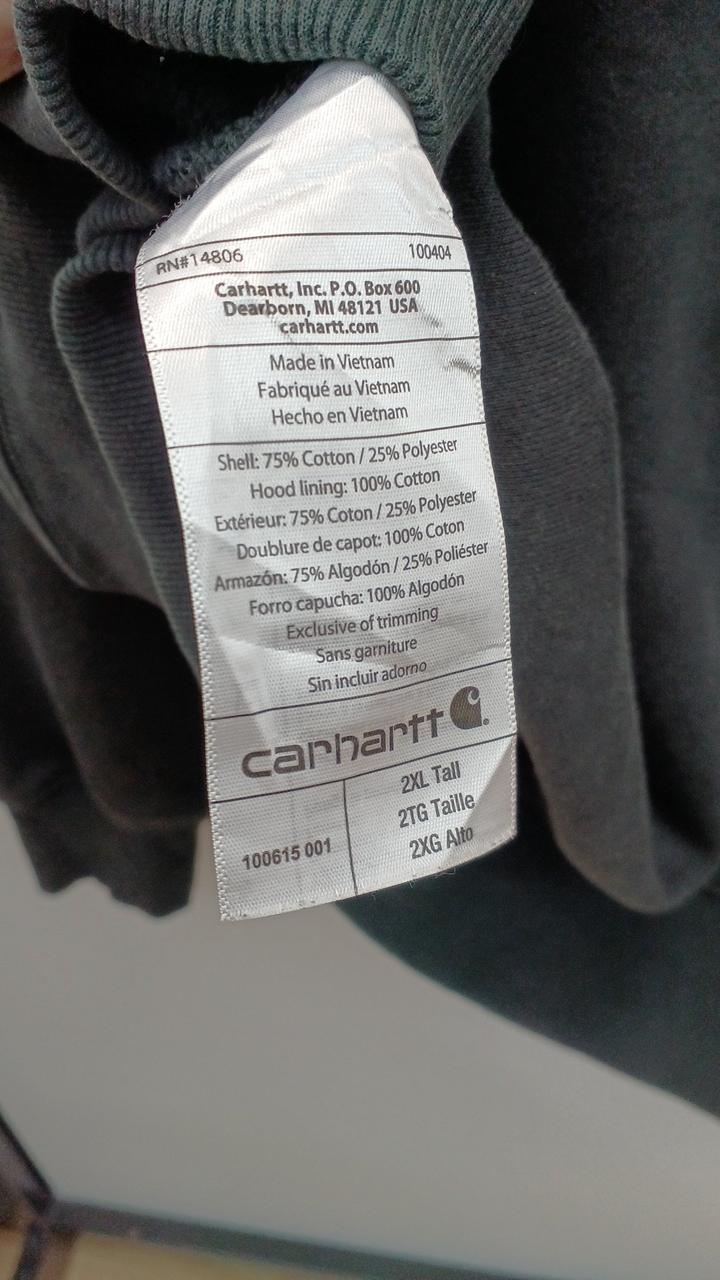 RN#14806 100404
Carhartt, Inc. P.O. Box 600
Dearborn, MI 48121 USA
carhartt.com
Made in Vietnam
Fabriqué au Vietnam
Hecho en Vietnam
Shell: 75% Cotton / 25% Polyester
Hood lining: 100% Cotton
Extérieur: 75% Coton / 25% Polyester
Doublure de capot: 100% Coton
Armazón: 75% Algodón / 25% Poliéster
Forro capucha: 100% Algodón
Exclusive of trimming
Sans garniture
Sin incluir adorno
carhartt
2XL Tall
2TG Taille
2XG Alto
100615 001